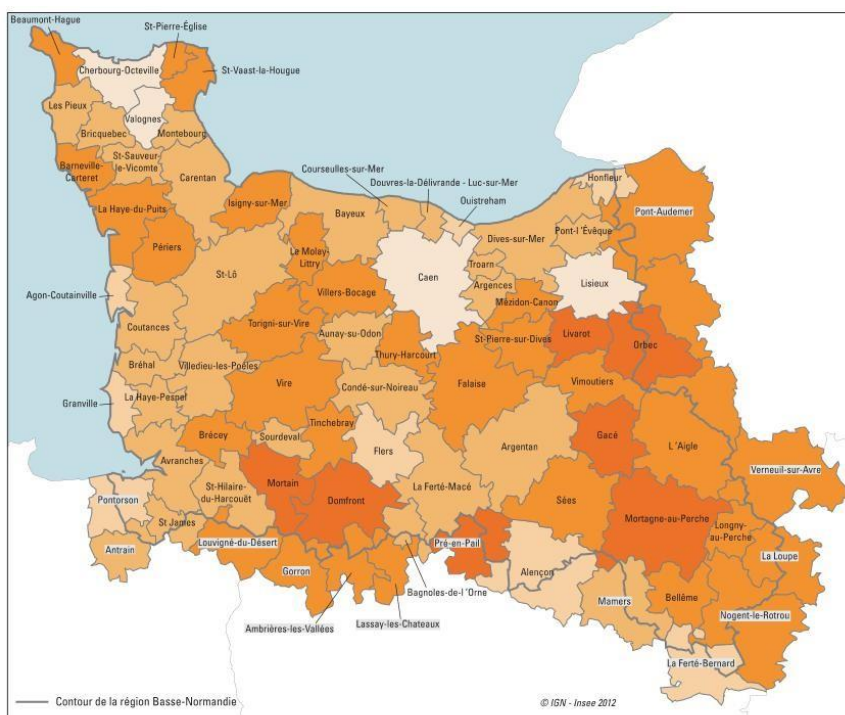 Beaumont-Hague
St-Pierre-Église
Cherbourg-Octeville
St-Vaast-la-Hougue
Les Pieux
Valognes
Bricquebec
Montebourg
St-Sauveur
-le-Vicomte
Barneville-
Carteret
Carentan
Courseulles-sur-Mer
Douvres-la-Délivrande - Luc-sur-Mer
Ouistreham
Honfleur
La Haye-du-Puits
Isigny-sur-Mer
Bayeux
Pont-Audemer
Périers
Le Molay-
Littry
Dives-sur-Mer
Pont-l 'Évêque
St-Lô
Troarn
Caen
Argences
Lisieux
Agon-Coutainville
Villers-Bocage
Mézidon-Canon
Coutances
Torigni-sur-Vire
Aunay-su-Odon
St-Pierre-sur-Dives
Livarot
Orbec
Bréhal
Villedieu-les-Poëles
Thury-Harcourt
Granville
La Haye-Pesnel
Vire
Condé-sur-Noireau
Falaise
Vimoutiers
Brécey
Tinchebray
Sourdeval
Flers
Argentan
Gacé
L 'Aigle
Avranches
Verneuil-sur-Avre
St-Hilaire-
du-Harcouët
Mortain
Domfront
La Ferté-Macé
Sées
Pontorson
Mortagne-au-Perche
St James
Longny-
au-Perche
Antrain
Louvigné-du-Désert
Pré-en-Pail
La Loupe
Gorron
Alençon
Bagnoles-de-l 'Orne
Mamers
Bellême
Nogent-le-Rotrou
Ambrières-les-Vallées
Lassay-les-Chateaux
La Ferté-Bernard
Contour de la région Basse-Normandie
© IGN - Insee 2012